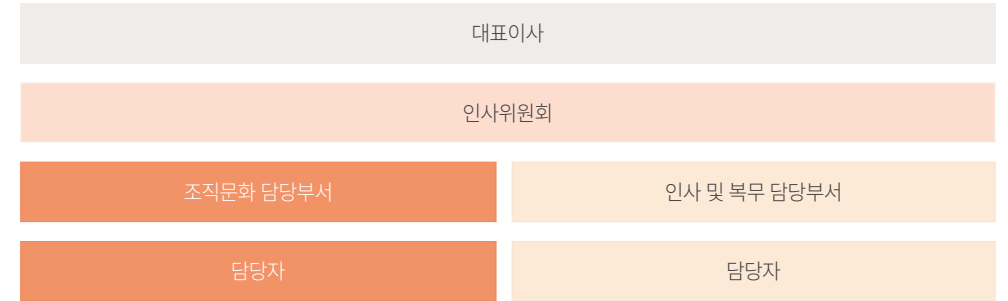 대표이사
인사위원회
조직문화 담당부서
인사 및 복무 담당부서
담당자
담당자